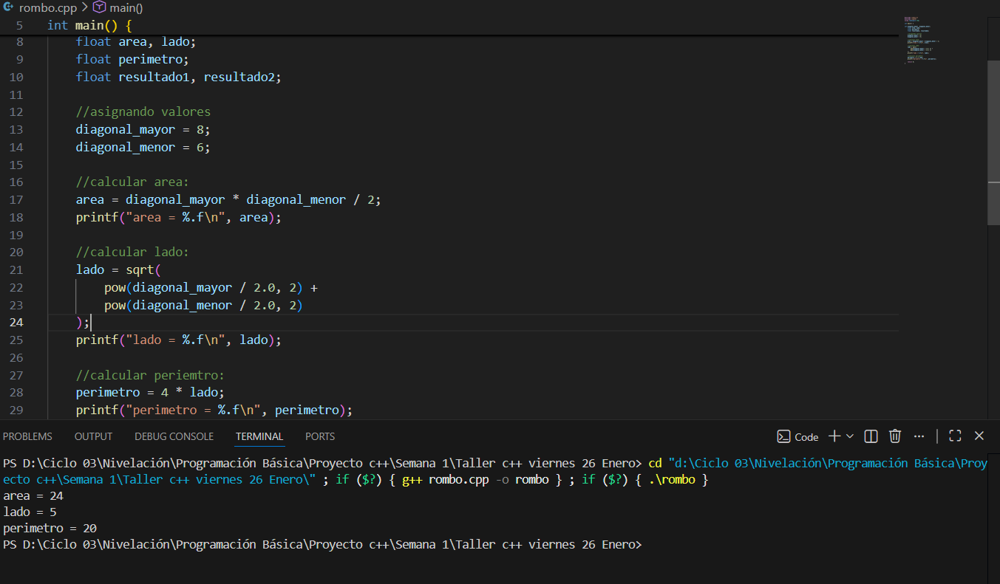 rombo.cpp > main()
5 int main() {
8 float area, lado;
9 float perimetro;
10 float resultado1, resultado2;
11
12 //asignando valores
13 diagonal_mayor = 8;
14 diagonal_menor = 6;
15
16 //calcular area:
17 area = diagonal_mayor * diagonal_menor / 2;
18 printf("area = %.f\n", area);
19
20 //calcular lado:
21 lado = sqrt(
22 pow(diagonal_mayor / 2.0, 2) +
23 pow(diagonal_menor / 2.0, 2)
24 );
25 printf("lado = %.f\n", lado);
26
27 //calcular periemtro:
28 perimetro = 4 * lado;
29 printf("perimetro = %.f\n", perimetro);
PROBLEMS OUTPUT DEBUG CONSOLE TERMINAL PORTS Code
PS D:\Ciclo 03\Nivelación\Programación Básica\Proyecto c++\Semana 1\Taller c++ viernes 26 Enero> cd "d:\Ciclo 03\Nivelación\Programación Básica\Proy
ecto c++\Semana 1\Taller c++ viernes 26 Enero\" ; if ($?) { g++ rombo.cpp -o rombo } ; if ($?) { .\rombo }
area = 24
lado = 5
perimetro = 20
PS D:\Ciclo 03\Nivelación\Programación Básica\Proyecto c++\Semana 1\Taller c++ viernes 26 Enero>